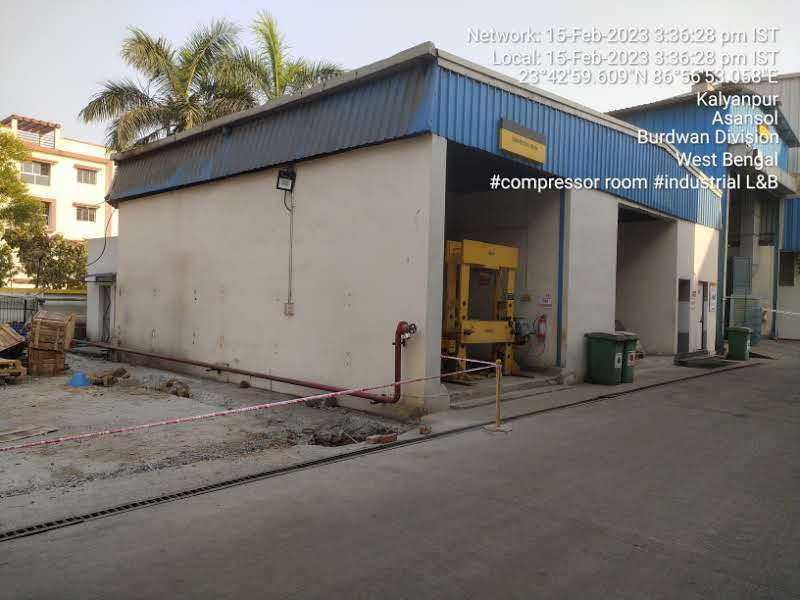 Network: 15-Feb-2023 3:36:28 pm IST
Local: 15-Feb-2023 3:36:28 pm IST
23°42'59.609"N 86°56'53.058"E
Kalyanpur
Asansol
Burdwan Division
West Bengal
#compressor room #industrial L&B